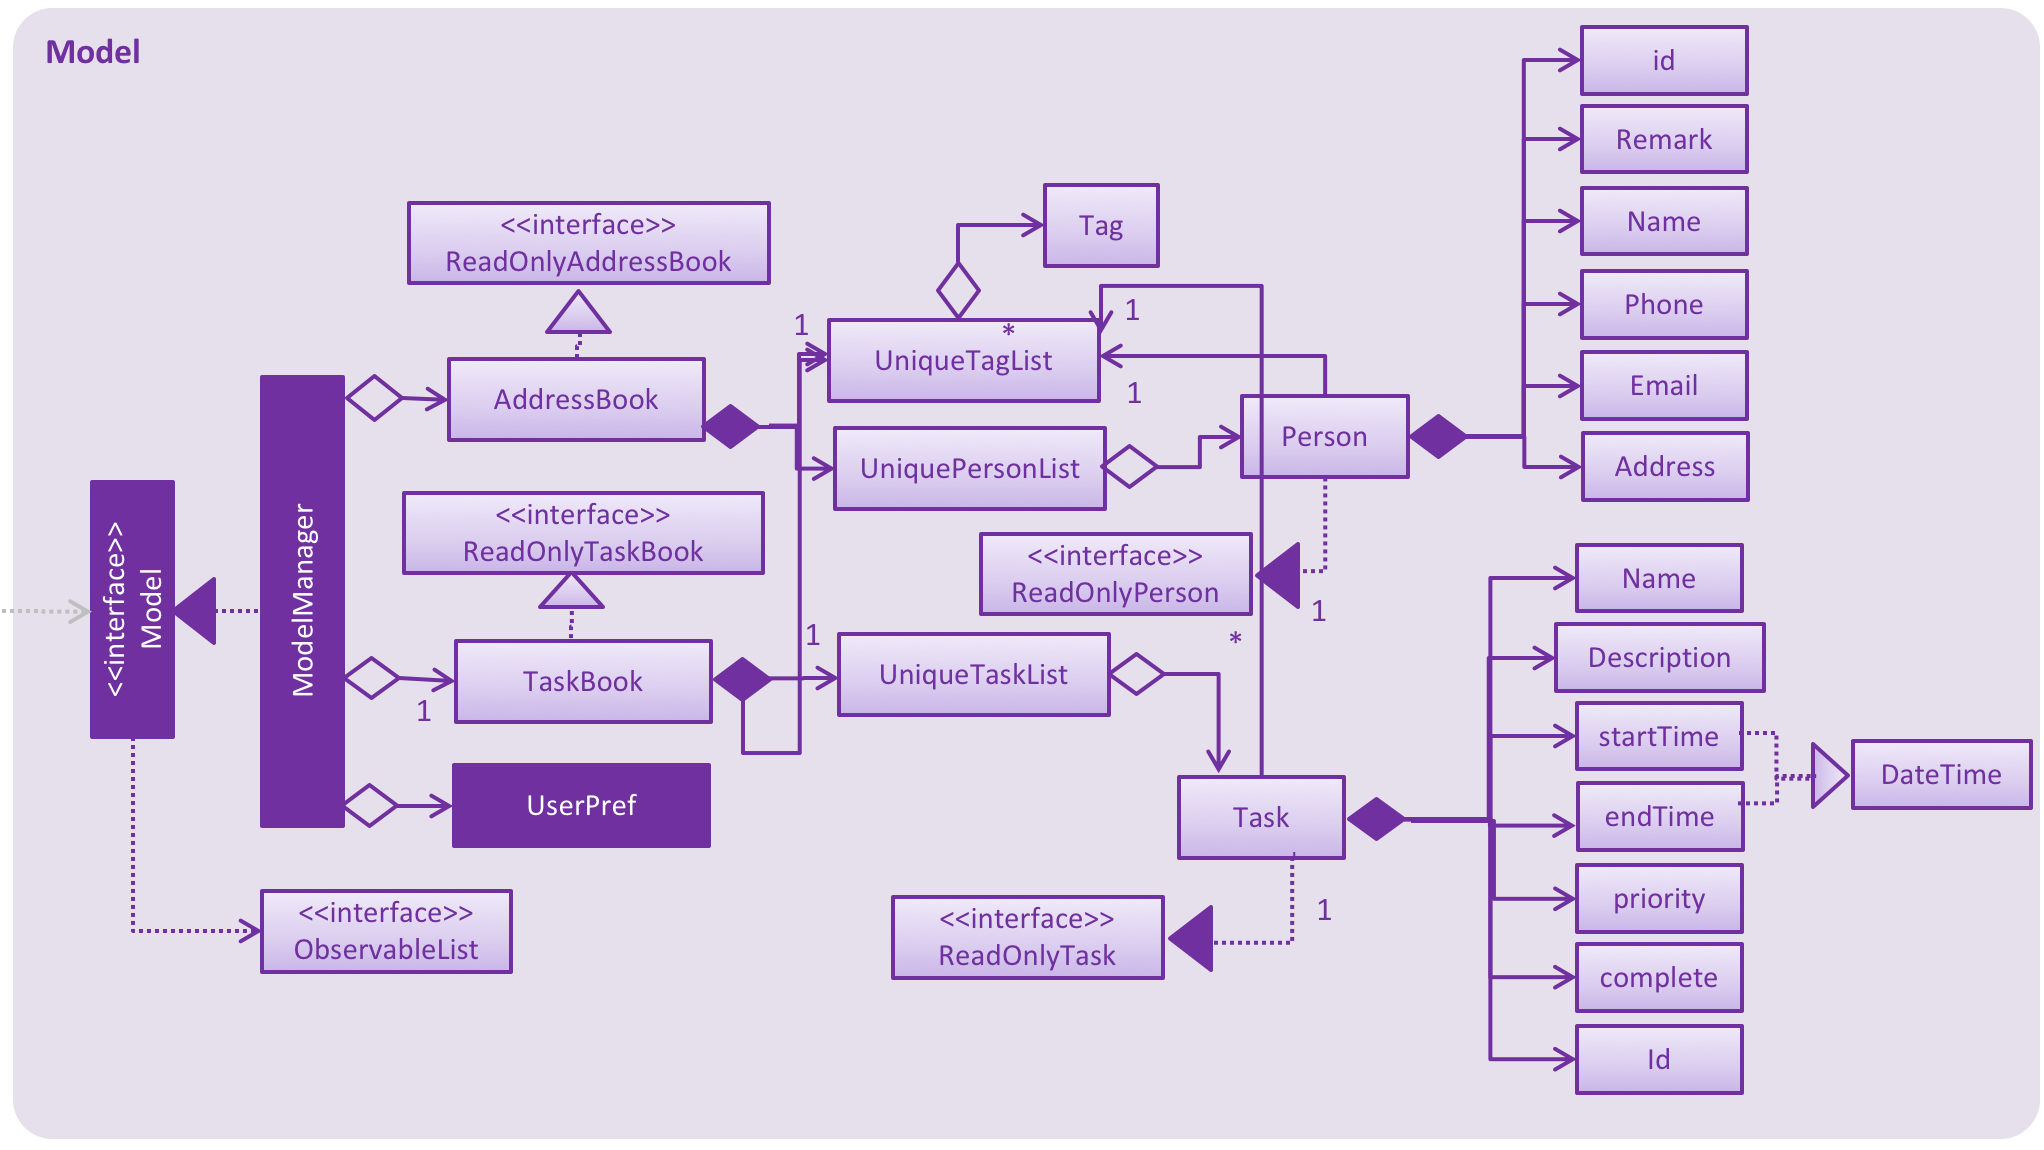 Model
id
Remark
Name
Phone
Email
Address
Tag
<<interface>>
ReadOnlyAddressBook
1
1
*
UniqueTagList
1
AddressBook
UniquePersonList
Person
<<interface>>
ReadOnlyTaskBook
<<interface>>
ReadOnlyPerson
1
<<interface>>
Model
ModelManager
1
*
TaskBook
1
UniqueTaskList
UserPref
Task
Name
Description
startTime
endTime
DateTime
priority
complete
Id
<<interface>>
ObservableList
<<interface>>
ReadOnlyTask
1